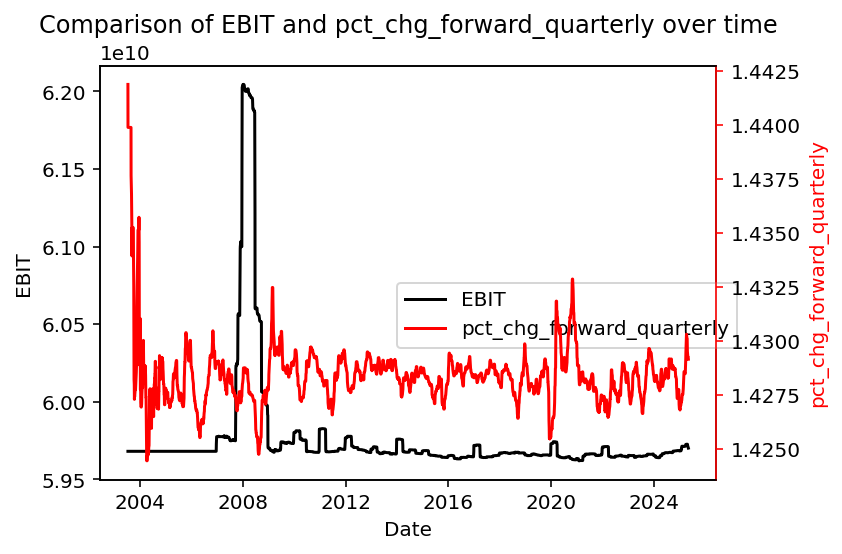 Comparison of EBIT and pct_chg_forward_quarterly over time
1e10
6.20
6.15
6.10
6.05
6.00
5.95
EBIT
1.4425
1.4400
1.4375
1.4350
1.4325
1.4300
1.4275
1.4250
pct_chg_forward_quarterly
EBIT
pct_chg_forward_quarterly
2004
2008
2012
2016
2020
2024
Date